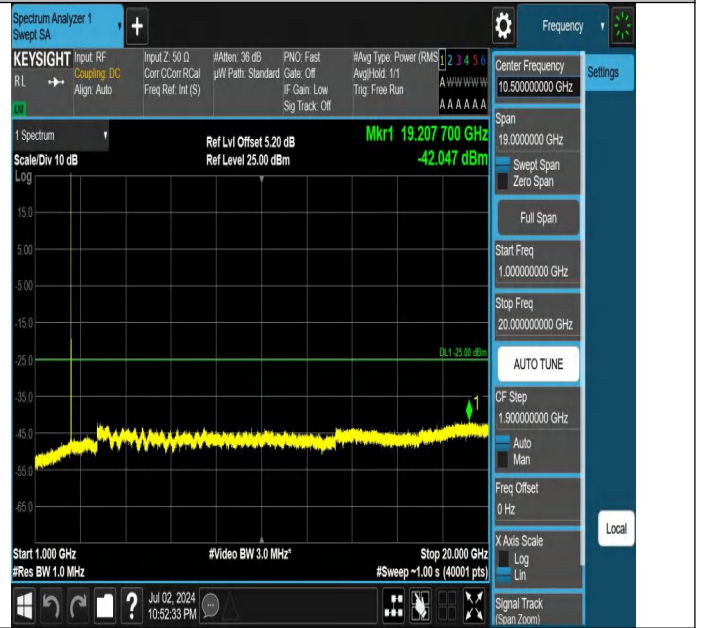 Spectrum Analyzer 1
Swept SA
+
Frequency
KEYSIGHT
RL
LXI
Input: RF
Coupling: DC
Align: Auto
Input Z: 50 Ω
Corr CCorr RCal
Freq Ref: Int (S)
#Atten: 36 dB
µW Path: Standard
PNO: Fast
Gate: Off
IF Gain: Low
Sig Track: Off
#Avg Type: Power (RMS
Avg|Hold: 1/1
Trig: Free Run
1 2 3 4 5 6
A W W W W W
A A A A A A
1 Spectrum
Scale/Div 10 dB
Log
Ref Lvl Offset 5.20 dB
Ref Level 25.00 dBm
Mkr1 19.207 700 GHz
-42.047 dBm
15.0
5.00
-5.00
-15.0
-25.0
-35.0
-45.0
-55.0
-65.0
DL1 -25.00 dBm
1
Start 1.000 GHz
#Res BW 1.0 MHz
#Video BW 3.0 MHz*
Stop 20.000 GHz
#Sweep ~1.00 s (40001 pts)
Jul 02, 2024
10:52:33 PM
?
Center Frequency
10.500000000 GHz
Span
19.0000000 GHz
Swept Span
Zero Span
Full Span
Start Freq
1.000000000 GHz
Stop Freq
20.000000000 GHz
AUTO TUNE
CF Step
1.900000000 GHz
Auto
Man
Freq Offset
0 Hz
X Axis Scale
Log
Lin
Signal Track
(Span Zoom)
Settings
Local